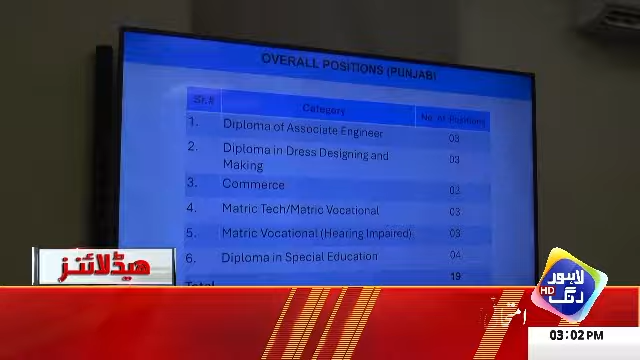 OVERALL POSITIONS (PUNJAB)
Sr.# Category No. of Positions
1. Diploma of Associate Engineer 03
2. Diploma in Dress Designing and Making 03
3. Commerce 03
4. Matric Tech/Matric Vocational 03
5. Matric Vocational (Hearing Impaired) 03
6. Diploma in Special Education 04
Total 19
ہیڈلائنز
لاہور
رنگ
HD
03:02 PM